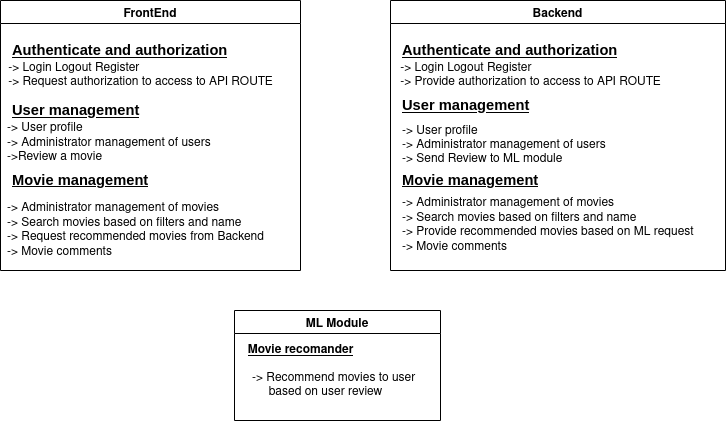 FrontEnd
Authenticate and authorization
-> Login Logout Register
-> Request authorization to access to API ROUTE
User management
-> User profile
-> Administrator management of users
->Review a movie
Movie management
-> Administrator management of movies
-> Search movies based on filters and name
-> Request recommended movies from Backend
-> Movie comments
Backend
Authenticate and authorization
-> Login Logout Register
-> Provide authorization to access to API ROUTE
User management
-> User profile
-> Administrator management of users
-> Send Review to ML module
Movie management
-> Administrator management of movies
-> Search movies based on filters and name
-> Provide recommended movies based on ML request
-> Movie comments
ML Module
Movie recomander
-> Recommend movies to user
based on user review